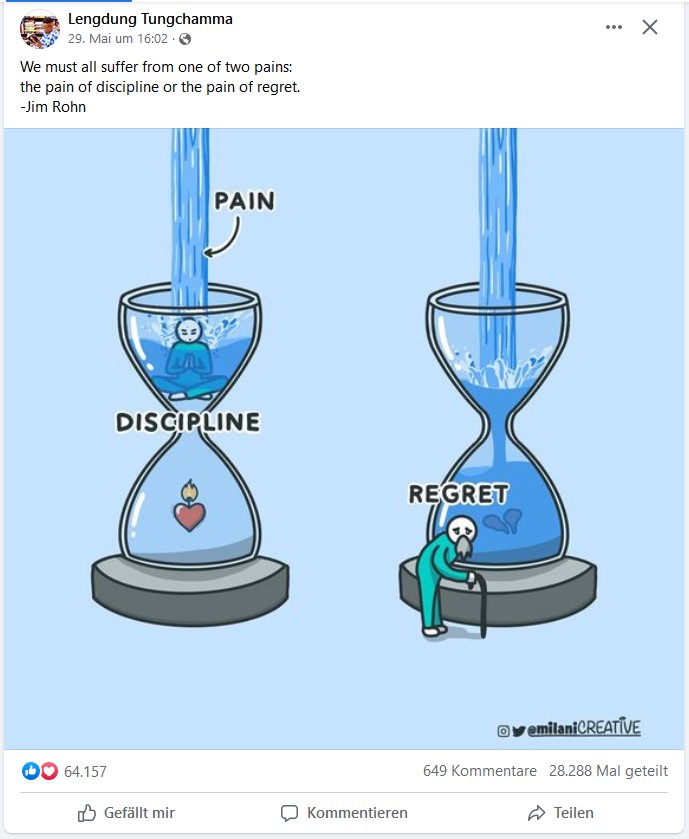 Lengdung Tungchamma
29. Mai um 16:02 ·
We must all suffer from one of two pains:
the pain of discipline or the pain of regret.
-Jim Rohn
PAIN
DISCIPLINE
REGRET
@milaniCREATIVE
64.157
649 Kommentare 28.288 Mal geteilt
Gefällt mir Kommentieren Teilen